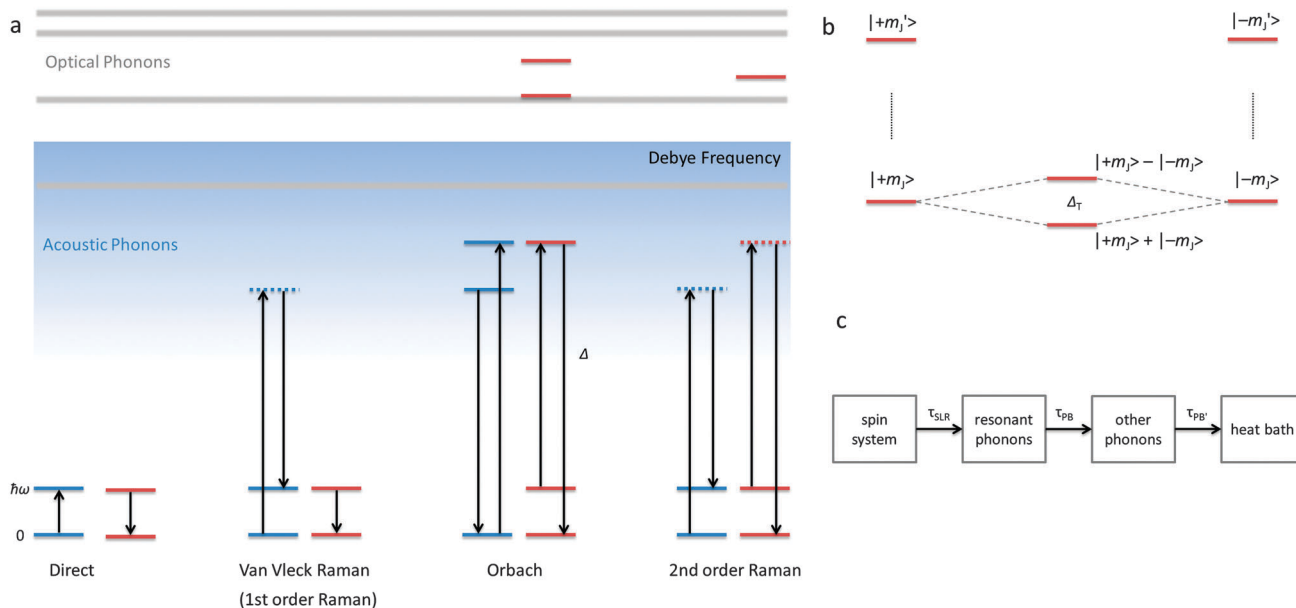 a
Optical Phonons
Debye Frequency
Acoustic Phonons
Δ
ħω
0
Direct
Van Vleck Raman
(1st order Raman)
Orbach
2nd order Raman
b
|+mJ'>
|−mJ'>
|+mJ>
|+mJ> − |−mJ>
|−mJ>
ΔT
|+mJ> + |−mJ>
c
spin
system
τSLR
resonant
phonons
τPB
other
phonons
τPB'
heat bath